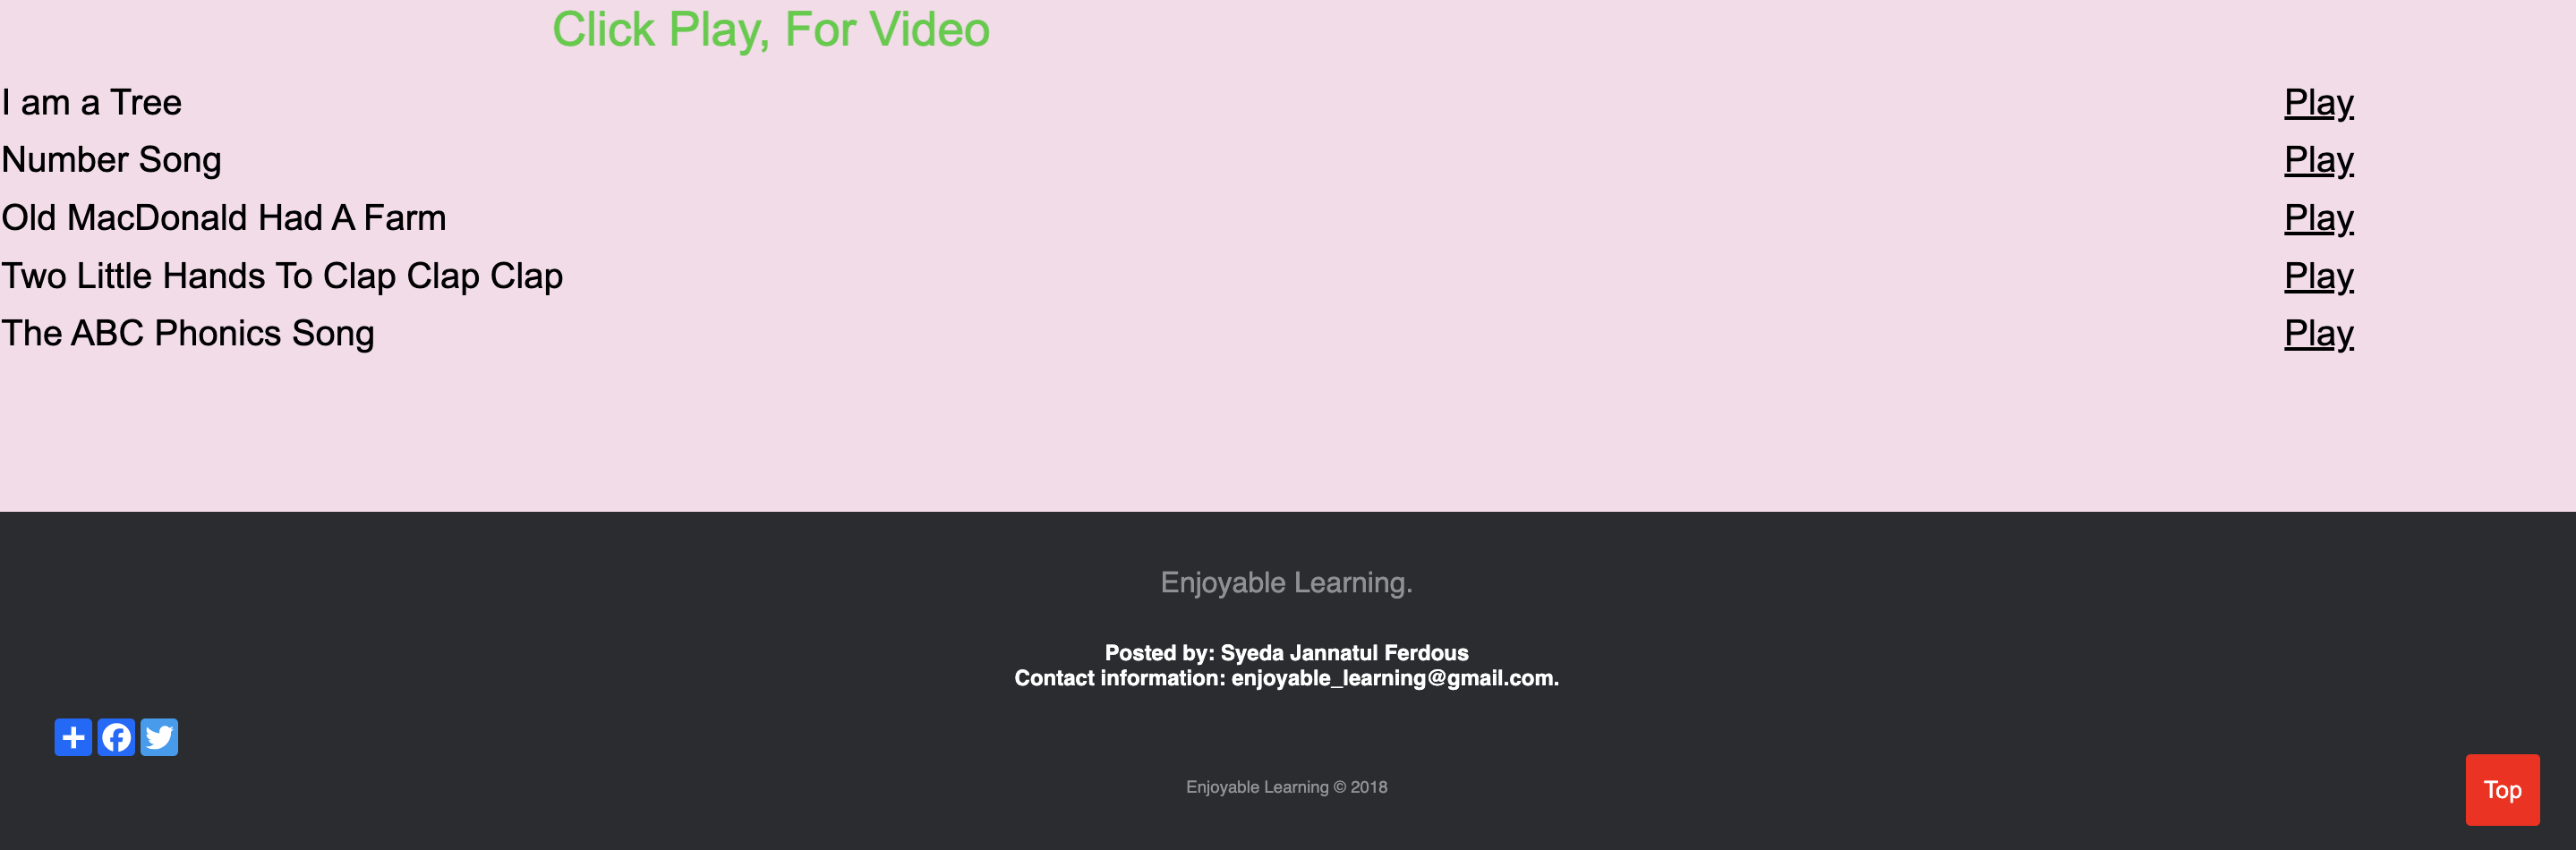 Click Play, For Video
I am a Tree Play
Number Song Play
Old MacDonald Had A Farm Play
Two Little Hands To Clap Clap Clap Play
The ABC Phonics Song Play
Enjoyable Learning.
Posted by: Syeda Jannatul Ferdous
Contact information: enjoyable_learning@gmail.com.
Enjoyable Learning © 2018
Top